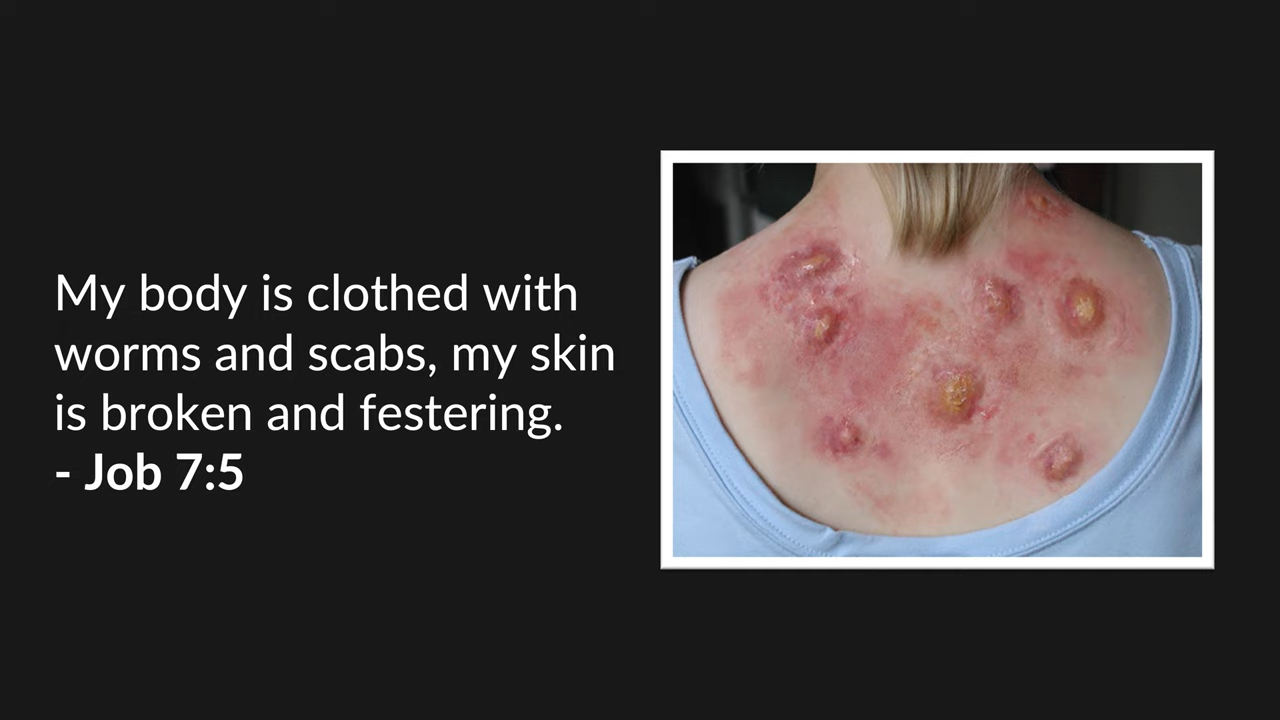 My body is clothed with
worms and scabs, my skin
is broken and festering.
- Job 7:5